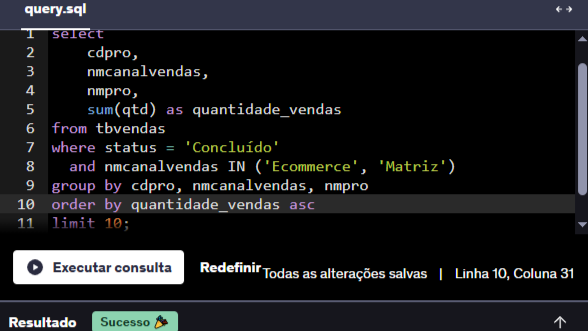 query.sql
1 select
2 cdpro,
3 nmcanalvendas,
4 nmpro,
5 sum(qtd) as quantidade_vendas
6 from tbvendas
7 where status = 'Concluído'
8 and nmcanalvendas IN ('Ecommerce', 'Matriz')
9 group by cdpro, nmcanalvendas, nmpro
10 order by quantidade_vendas asc
11 limit 10;
Executar consulta Redefinir Todas as alterações salvas | Linha 10, Coluna 31
Resultado Sucesso